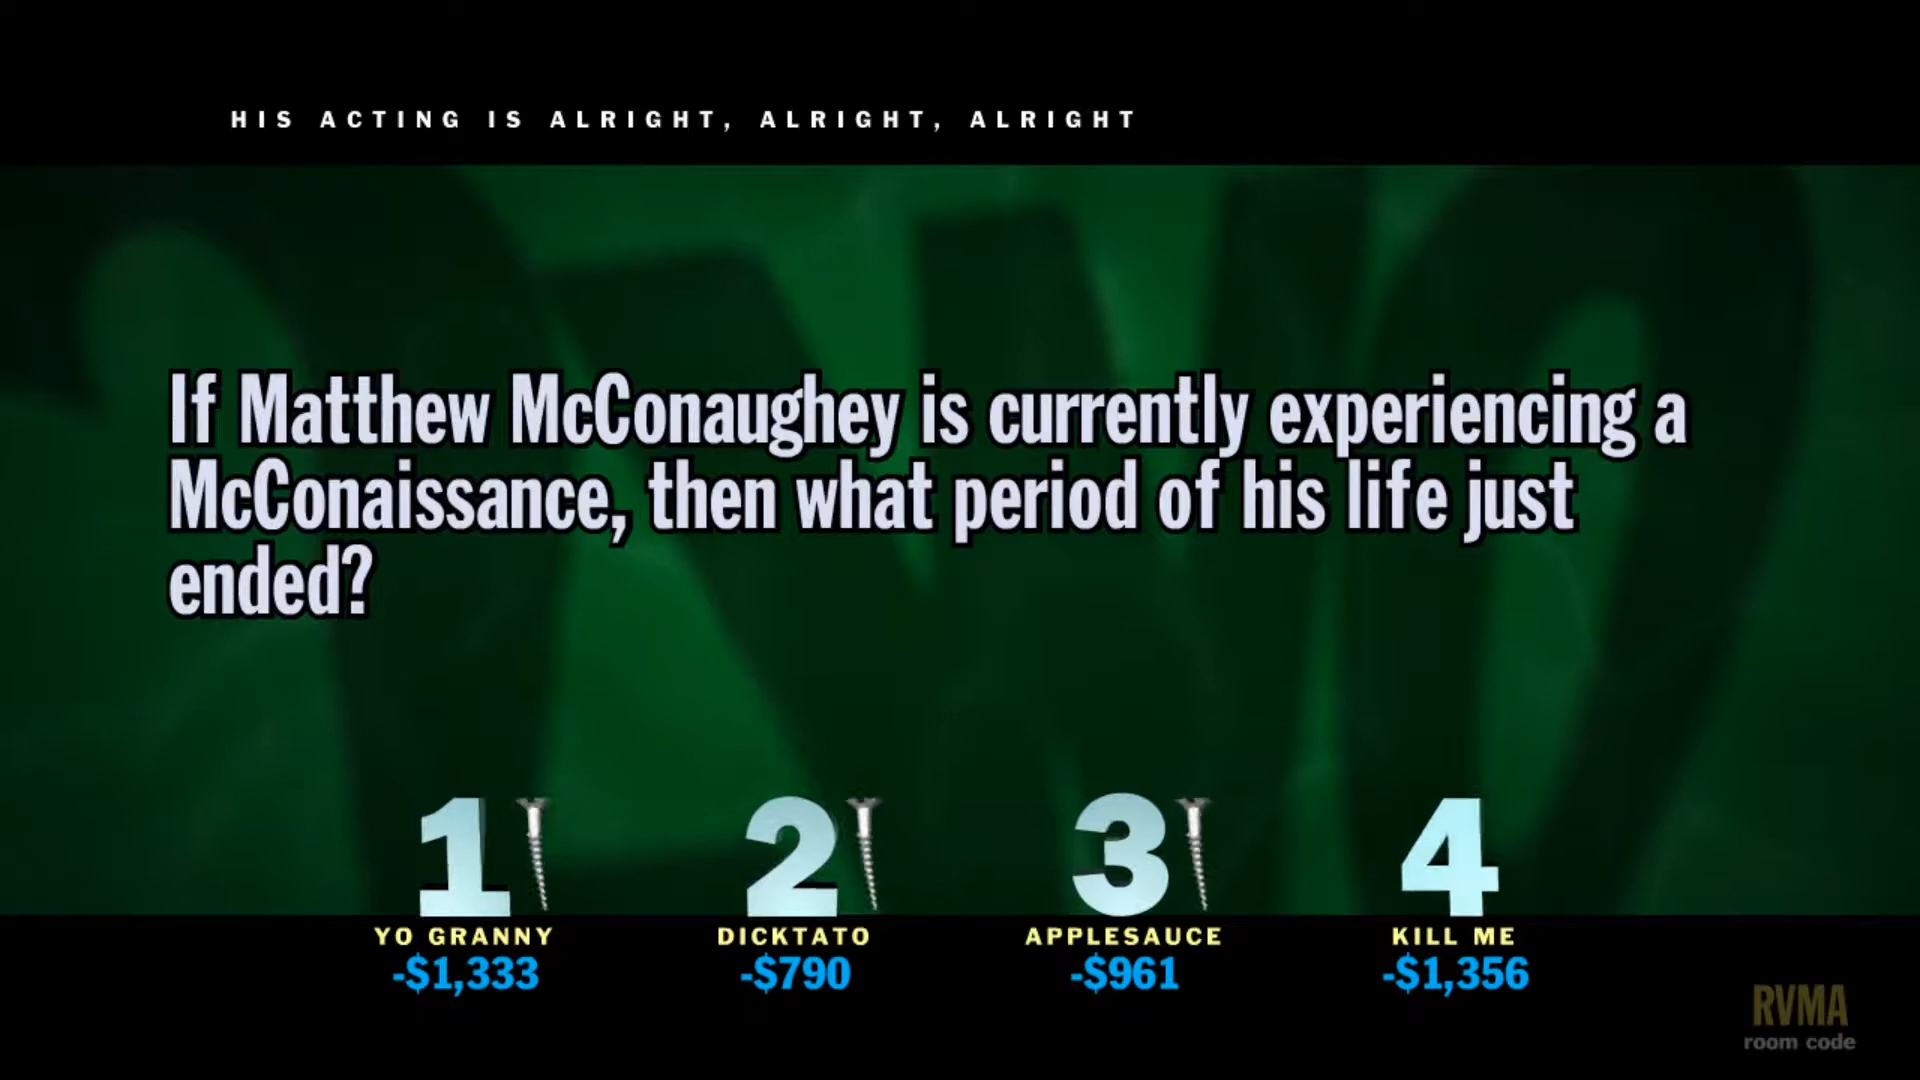 HIS ACTING IS ALRIGHT, ALRIGHT, ALRIGHT
If Matthew McConaughey is currently experiencing a
McConaissance, then what period of his life just
ended?
1 2 3 4
YO GRANNY DICKTATO APPLESAUCE KILL ME
-$1,333 -$790 -$961 -$1,356
RVMA
room code